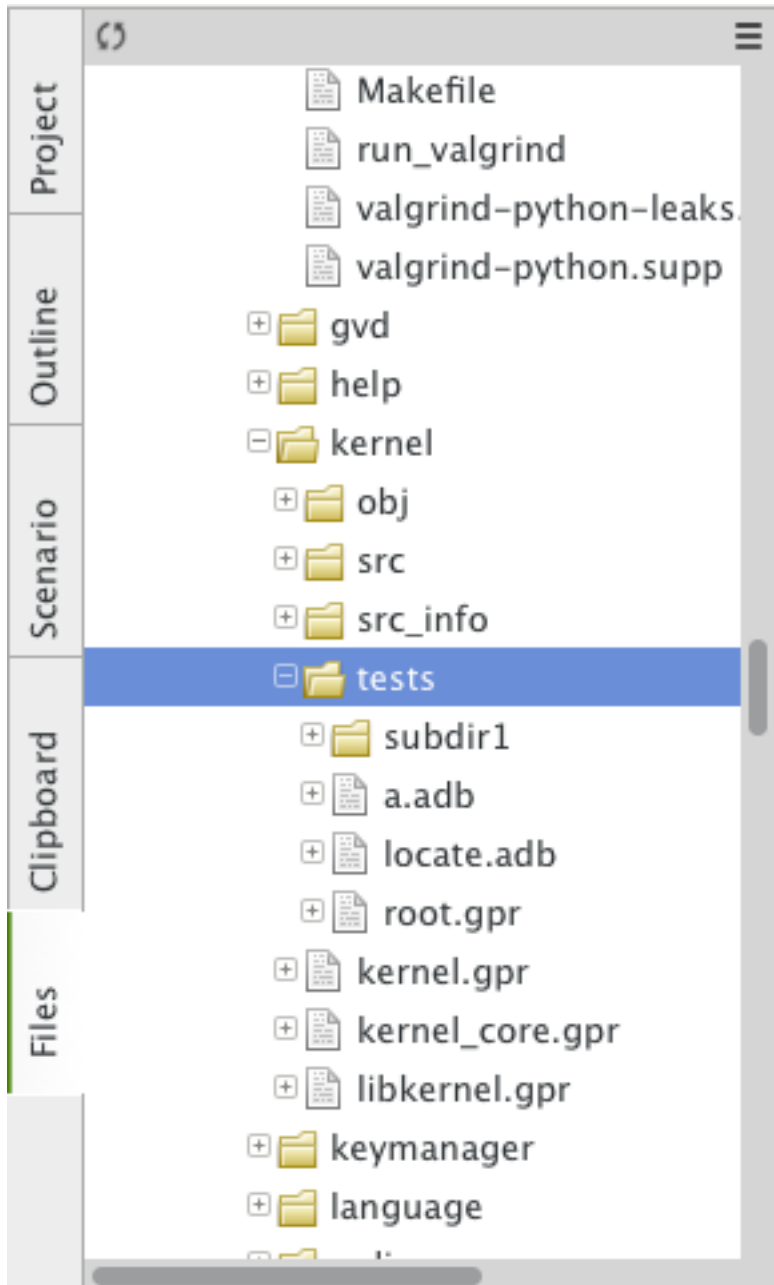 Project
Outline
Scenario
Clipboard
Files
Makefile
run_valgrind
valgrind-python-leaks.
valgrind-python.supp
gvd
help
kernel
obj
src
src_info
tests
subdir1
a.adb
locate.adb
root.gpr
kernel.gpr
kernel_core.gpr
libkernel.gpr
keymanager
language